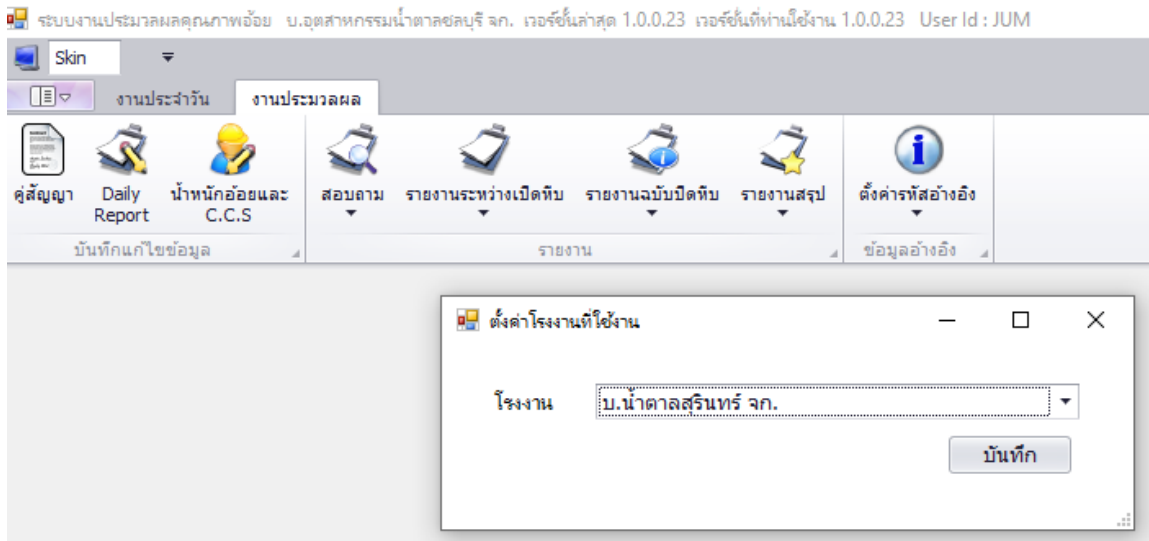 ระบบงานประมวลผลคุณภาพอ้อย บ.อุตสาหกรรมน้ำตาลชลบุรี จก. เวอร์ชั่นล่าสุด 1.0.0.23 เวอร์ชั่นที่ท่านใช้งาน 1.0.0.23 User Id : JUM
Skin
งานประจำวัน งานประมวลผล
คู่สัญญา Daily Report น้ำหนักอ้อยและ C.C.S สอบถาม รายงานระหว่างเปิดหีบ รายงานฉบับปิดหีบ รายงานสรุป ตั้งค่ารหัสอ้างอิง
บันทึกแก้ไขข้อมูล รายงาน ข้อมูลอ้างอิง
ตั้งค่าโรงงานที่ใช้งาน
โรงงาน บ.น้ำตาลสุรินทร์ จก.
บันทึก